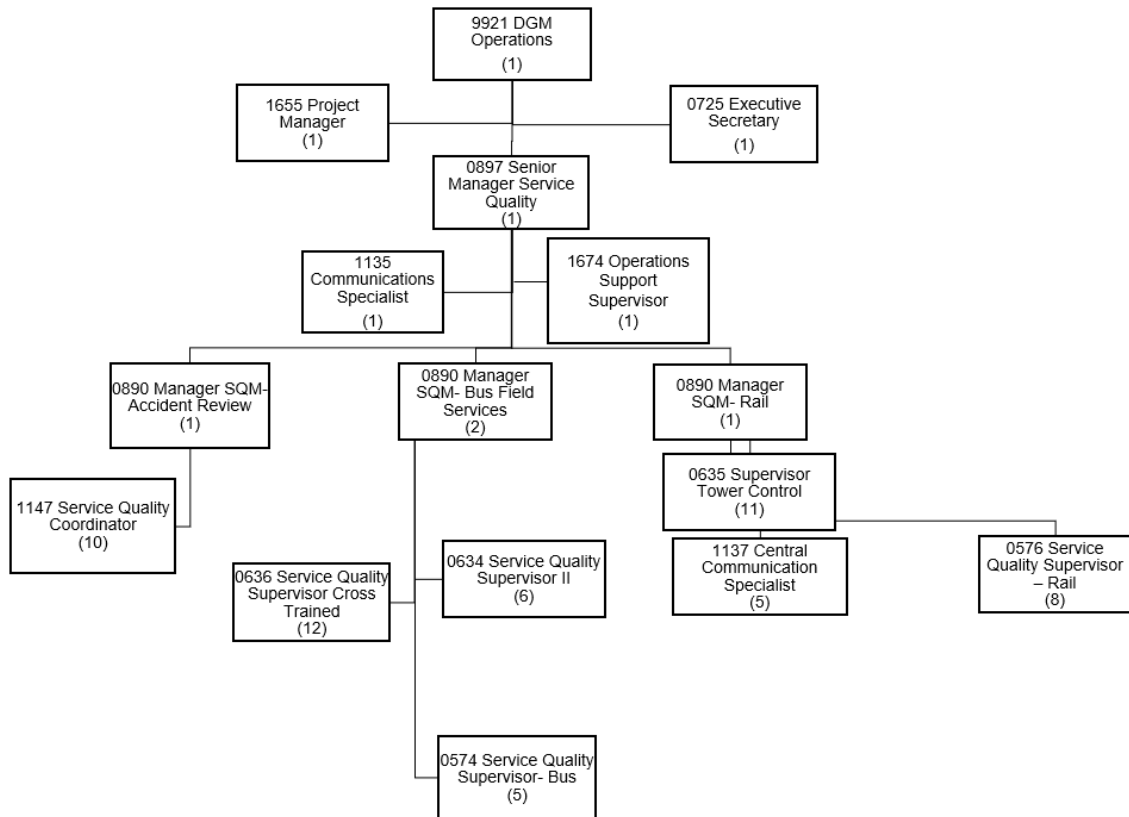 9921 DGM
Operations
(1)
1655 Project
Manager
(1)
0725 Executive
Secretary
(1)
0897 Senior
Manager Service
Quality
(1)
1135
Communications
Specialist
(1)
1674 Operations
Support
Supervisor
(1)
0890 Manager SQM-
Accident Review
(1)
0890 Manager
SQM- Bus Field
Services
(2)
0890 Manager
SQM- Rail
(1)
1147 Service Quality
Coordinator
(10)
0635 Supervisor
Tower Control
(11)
0636 Service Quality
Supervisor Cross
Trained
(12)
0634 Service Quality
Supervisor II
(6)
1137 Central
Communication
Specialist
(5)
0576 Service
Quality Supervisor
– Rail
(8)
0574 Service Quality
Supervisor- Bus
(5)